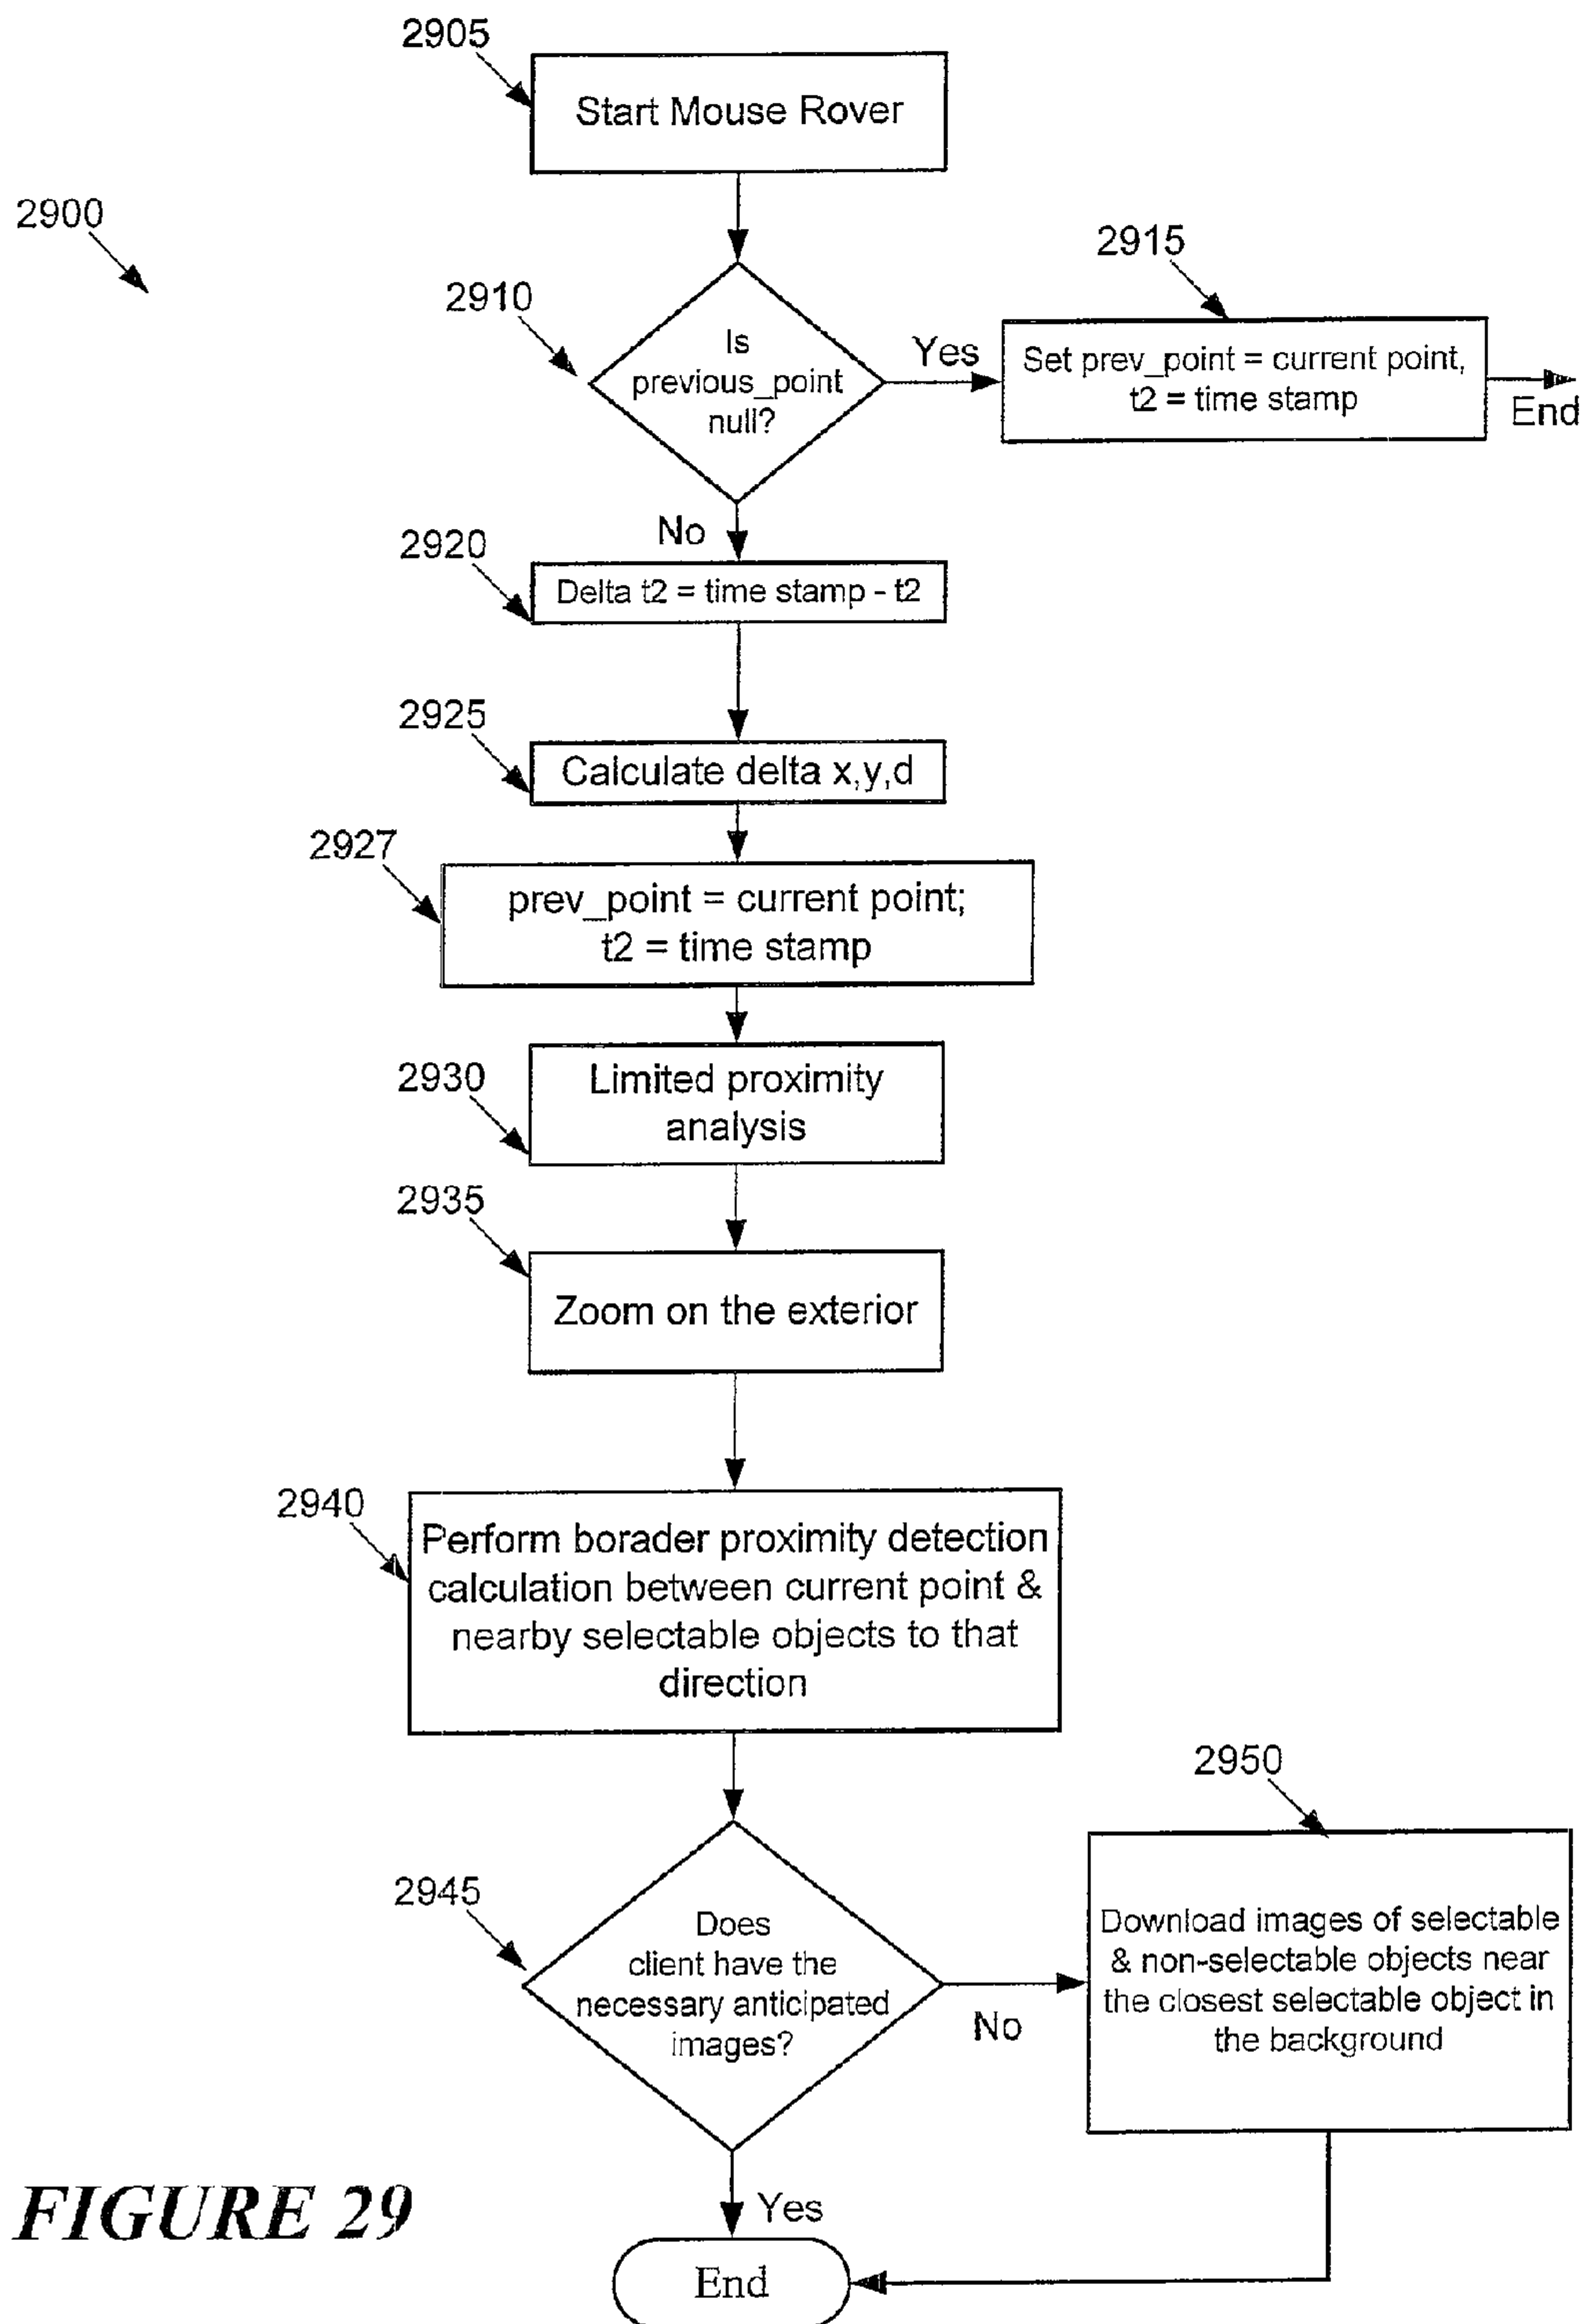 2905
Start Mouse Rover
2900
2910
Is
previous_point
null?
Yes
2915
Set prev_point = current point,
t2 = time stamp
End
No
2920
Delta t2 = time stamp - t2
2925
Calculate delta x,y,d
2927
prev_point = current point;
t2 = time stamp
2930
Limited proximity
analysis
2935
Zoom on the exterior
2940
Perform borader proximity detection
calculation between current point &
nearby selectable objects to that
direction
2945
Does
client have the
necessary anticipated
images?
No
2950
Download images of selectable
& non-selectable objects near
the closest selectable object in
the background
Yes
End
FIGURE 29